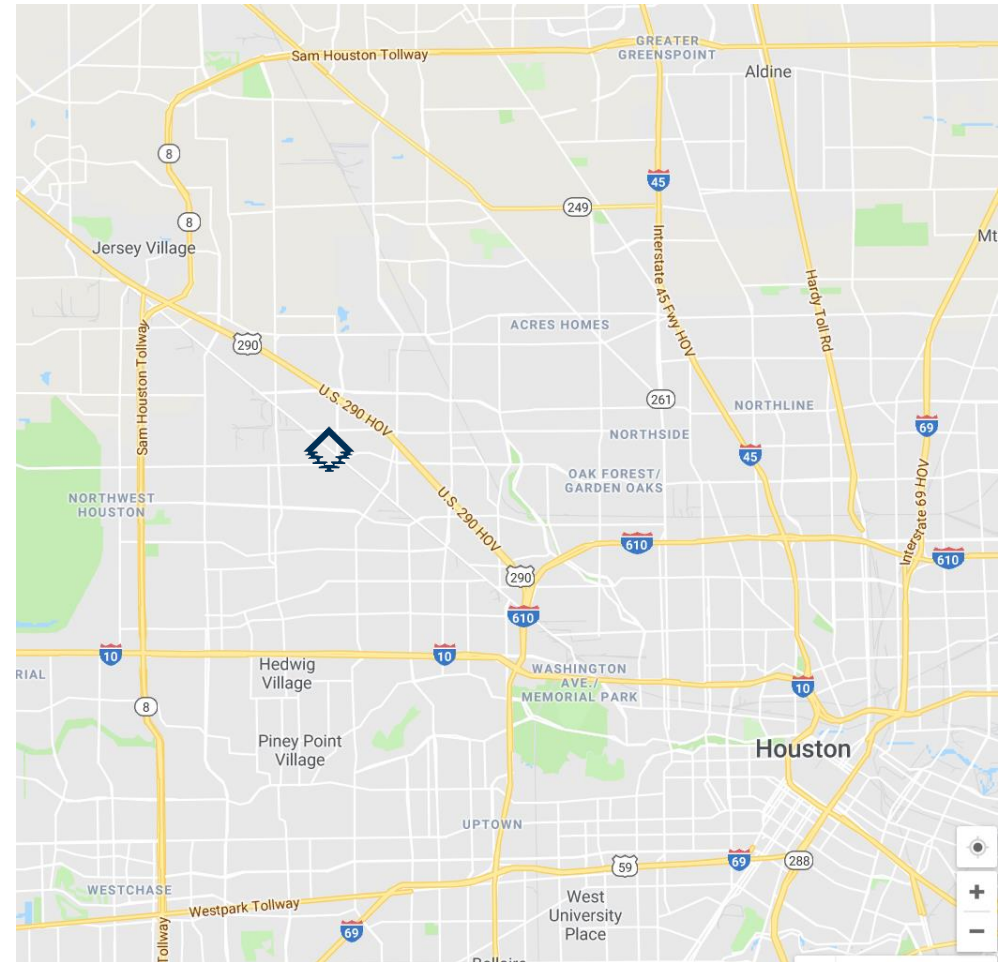 GREATER
GREENSPOINT
Sam Houston Tollway
Aldine
8
45
249
8
Jersey Village
Mt
Interstate 45 Fwy HOV
Hardy Toll Rd
ACRES HOMES
290
Sam Houston Tollway
U.S. 290 HOV
261
NORTHLINE
69
NORTHSIDE
45
OAK FOREST/
GARDEN OAKS
NORTHWEST
HOUSTON
U.S. 290 HOV
Interstate 69 HOV
610
610
290
610
10
10
RIAL
Hedwig
Village
WASHINGTON
AVE./
MEMORIAL PARK
10
8
Piney Point
Village
Houston
UPTOWN
59
69
288
WESTCHASE
Westpark Tollway
West
University
Place
+
69
Tollway
−
Bellaire